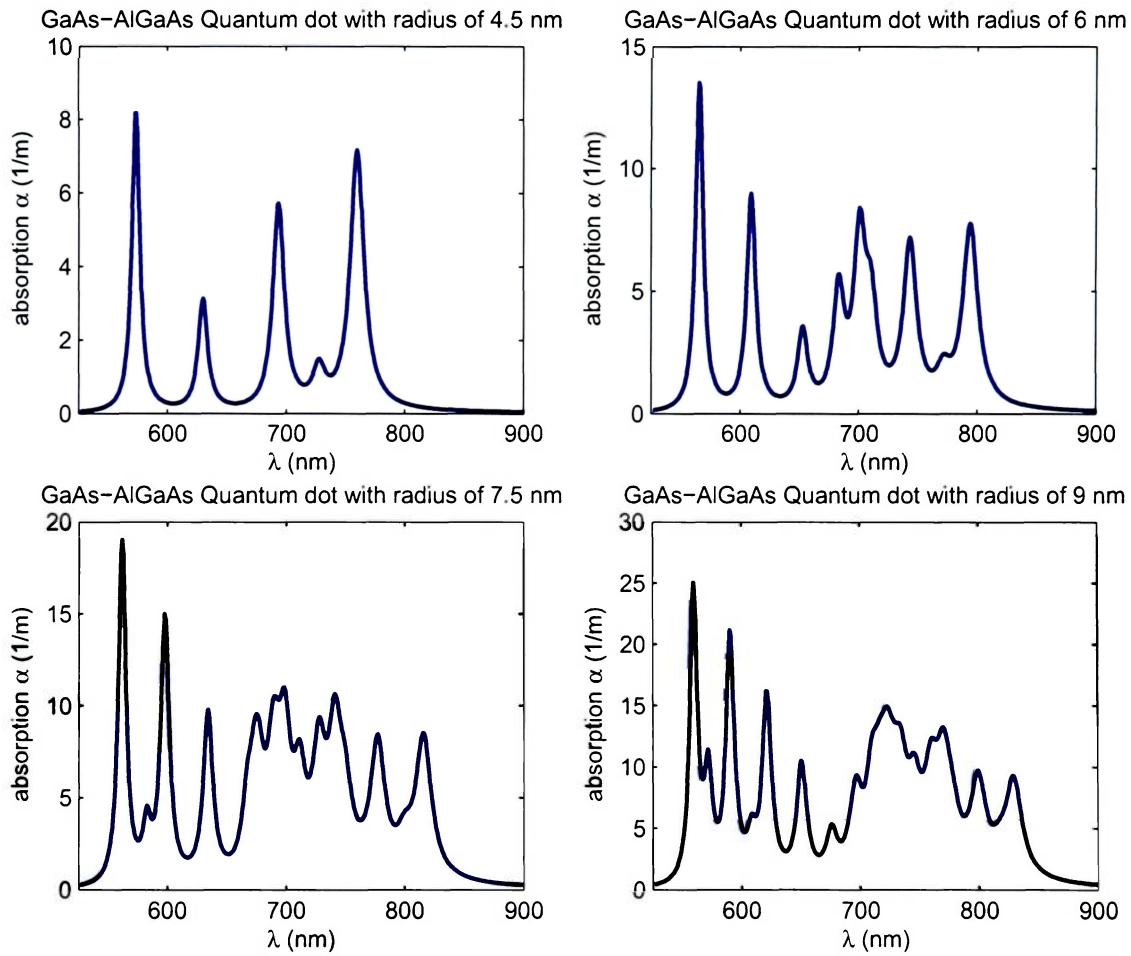 GaAs−AlGaAs Quantum dot with radius of 4.5 nm
10
8
6
4
2
0
absorption α (1/m)
600 700 800 900
λ (nm)
GaAs−AlGaAs Quantum dot with radius of 6 nm
15
10
5
0
absorption α (1/m)
600 700 800 900
λ (nm)
GaAs−AlGaAs Quantum dot with radius of 7.5 nm
20
15
10
5
0
absorption α (1/m)
600 700 800 900
λ (nm)
GaAs−AlGaAs Quantum dot with radius of 9 nm
30
25
20
15
10
5
0
absorption α (1/m)
600 700 800 900
λ (nm)